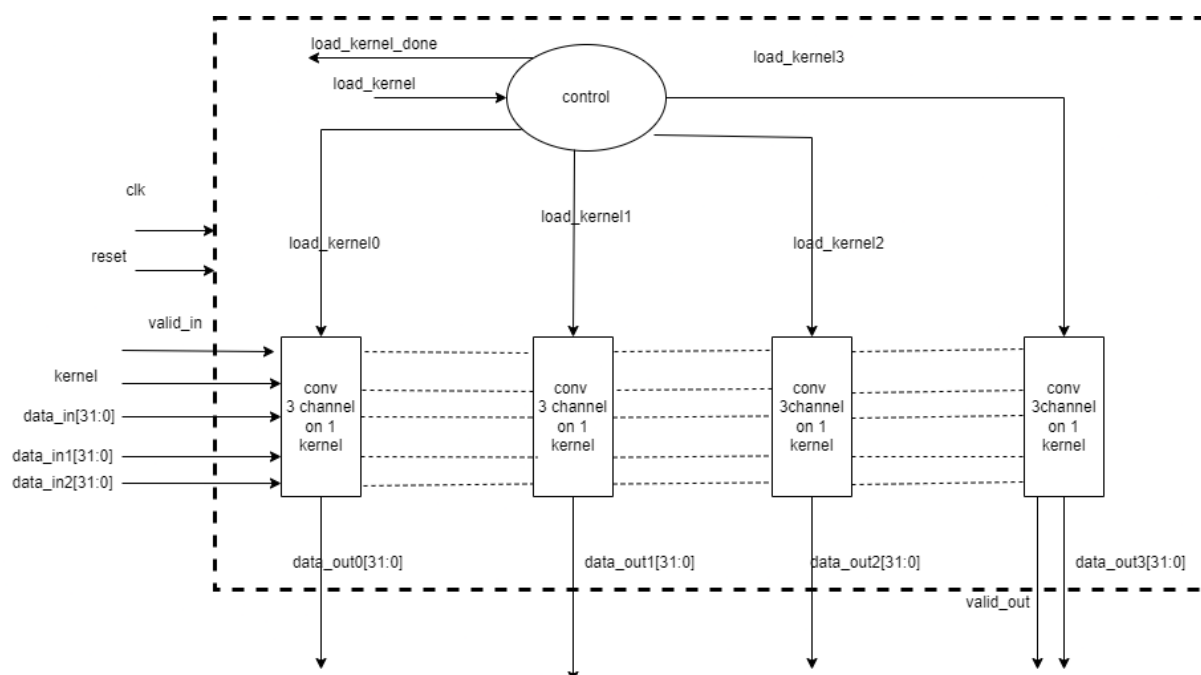 load_kernel_done
load_kernel3
load_kernel
control
clk
load_kernel1
load_kernel0
load_kernel2
reset
valid_in
kernel
data_in[31:0]
data_in1[31:0]
data_in2[31:0]
conv
3 channel
on 1
kernel
conv
3 channel
on 1
kernel
conv
3channel
on 1
kernel
conv
3channel
on 1
kernel
data_out0[31:0]
data_out1[31:0]
data_out2[31:0]
data_out3[31:0]
valid_out